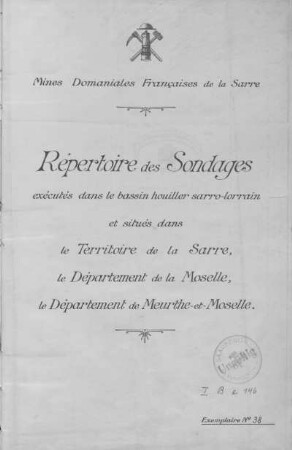 Mines Domaniales Françaises de la Sarre
Répertoire des Sondages
exécutés dans le bassin houiller sarro-lorrain
et situés dans
le Territoire de la Sarre,
le Département de la Moselle,
le Département de Meurthe-et-Moselle.
Exemplaire Nº 38